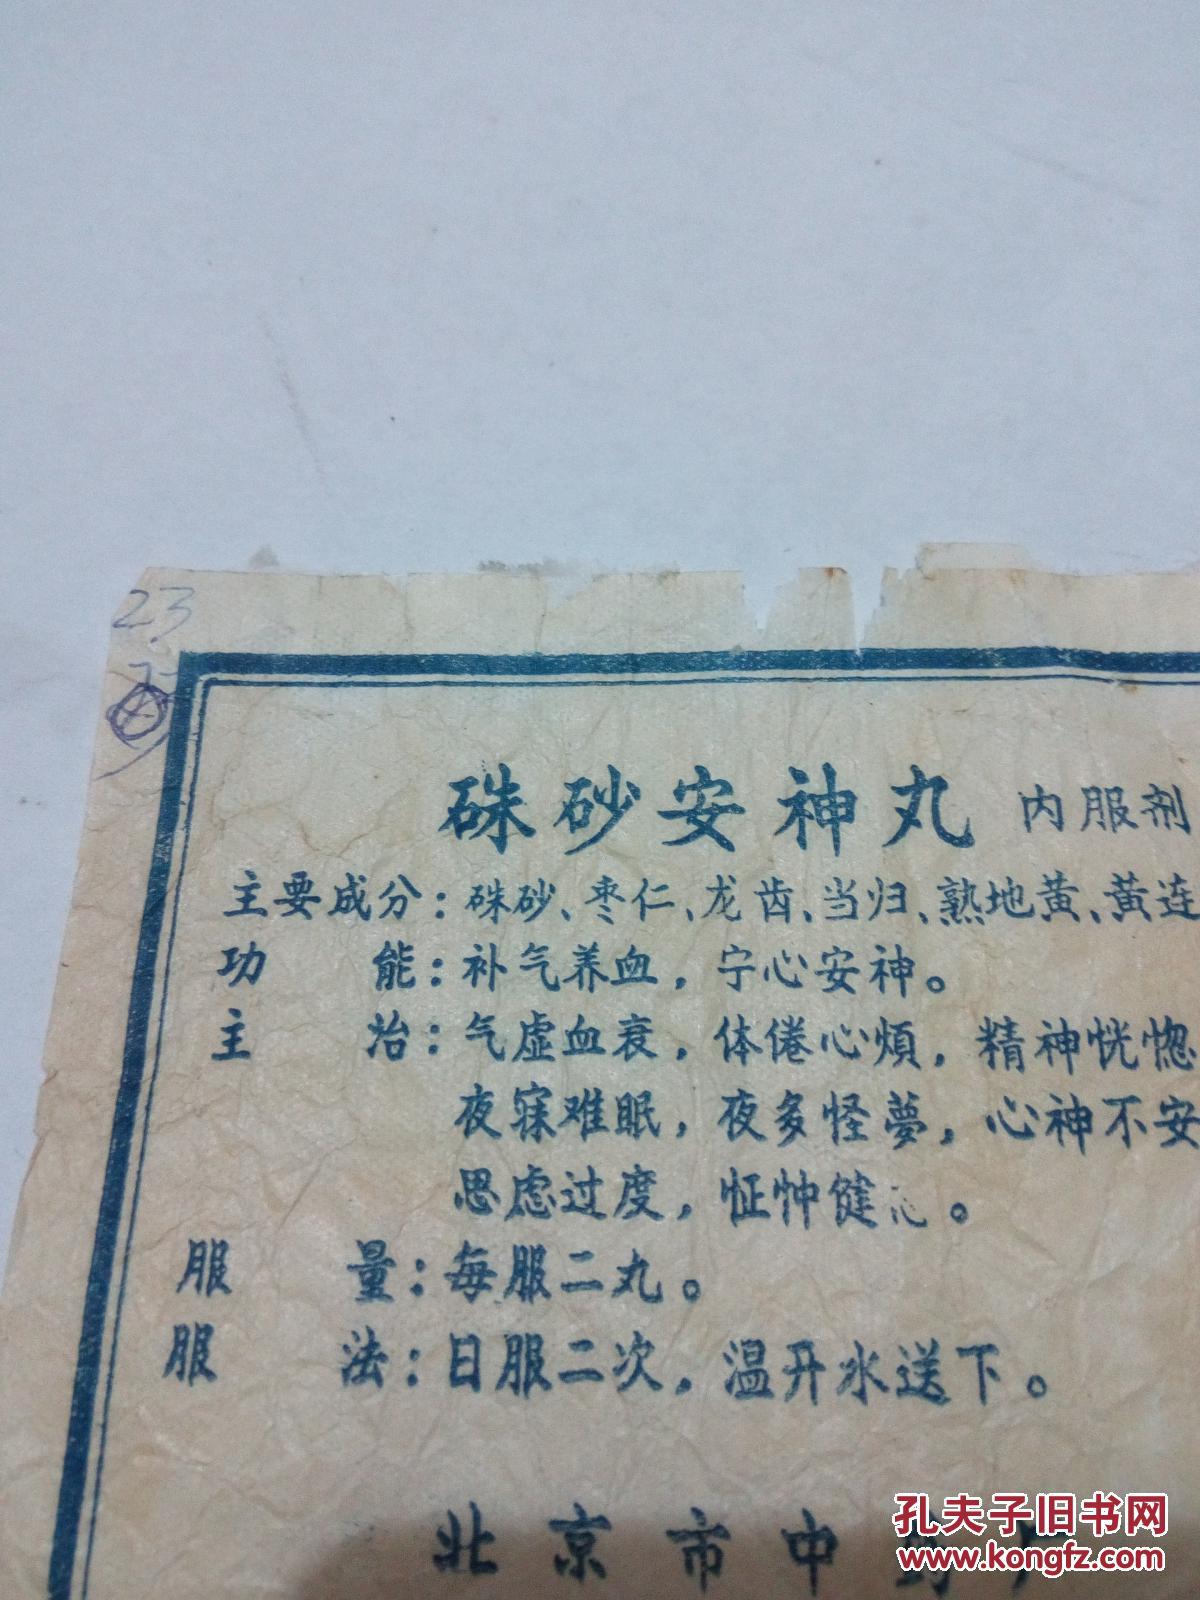 23
硃砂安神丸 内服剂
主要成分：硃砂、枣仁、龙齿、当归、熟地黄、黄连
功能：补气养血，宁心安神。
主治：气虚血衰，体倦心煩，精神恍惚
夜寐难眠，夜多怪夢，心神不安
思虑过度，怔忡健忘。
服量：每服二丸。
服法：日服二次，温开水送下。
北京市中药厂
孔夫子旧书网
www.kongfz.com